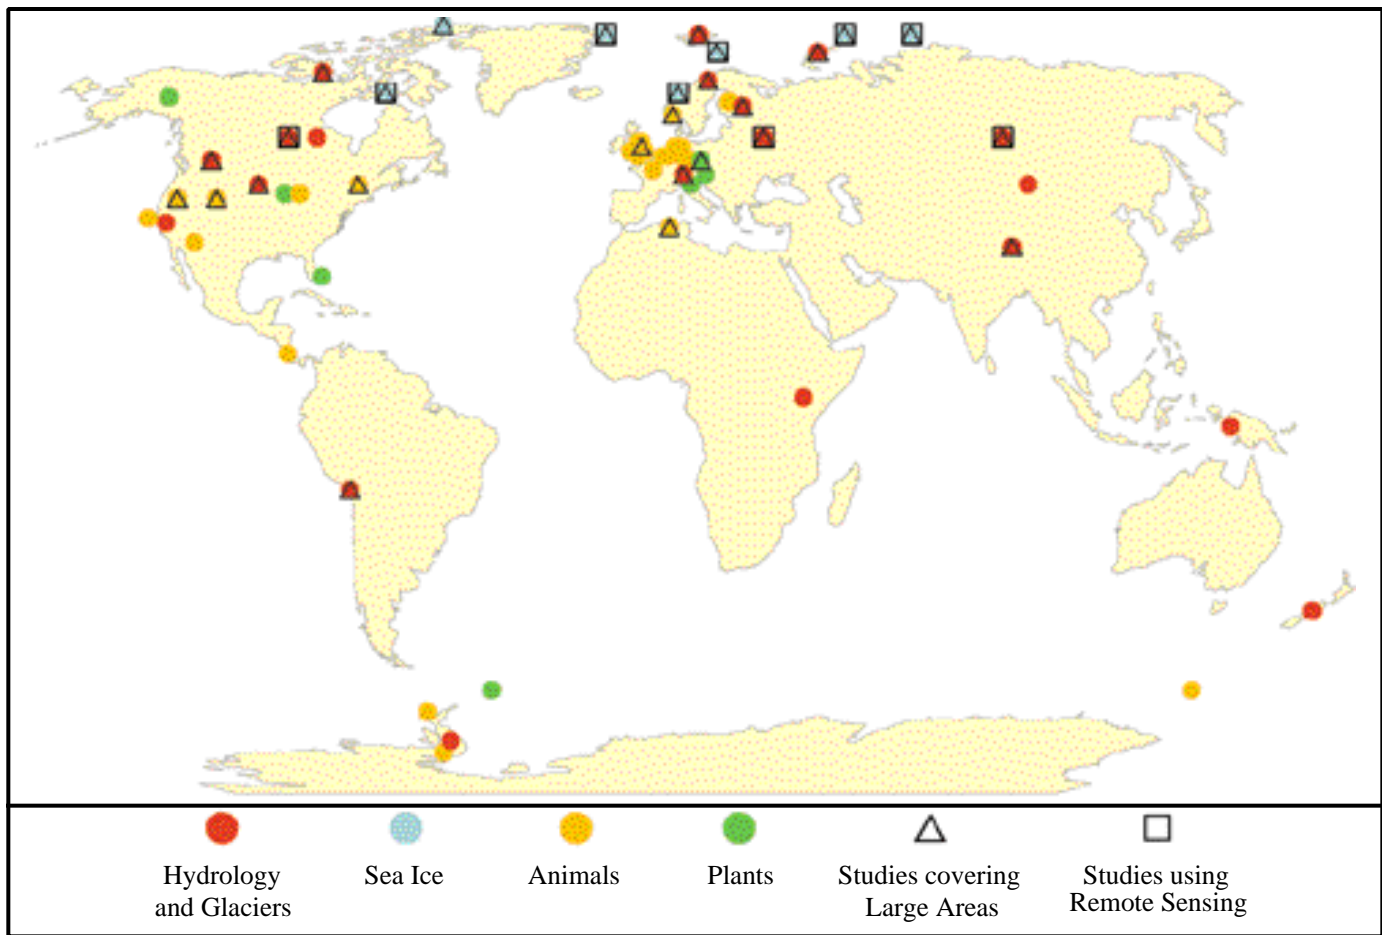 Hydrology
and Glaciers
Sea Ice
Animals
Plants
Studies covering
Large Areas
Studies using
Remote Sensing